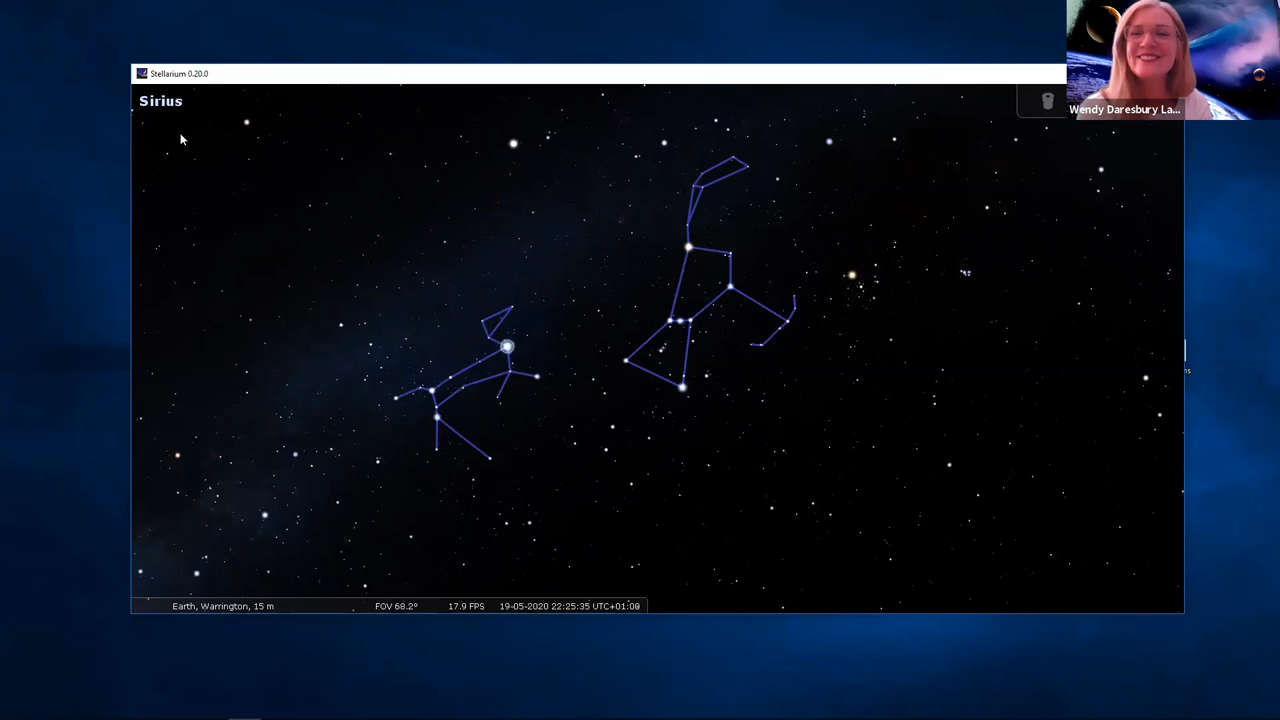 Stellarium 0.20.0
Sirius
Wendy Daresbury La...
ns
Earth, Warrington, 15 m FOV 68.2° 17.9 FPS 19-05-2020 22:25:35 UTC+01:00